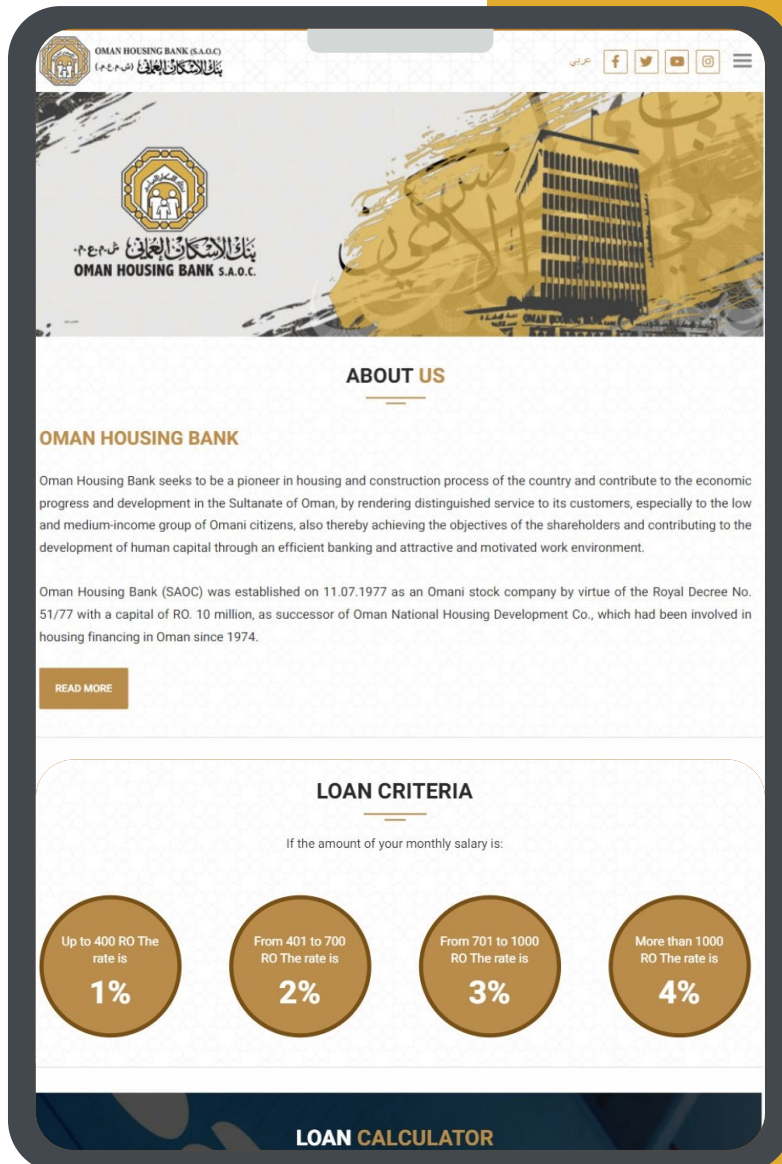 OMAN HOUSING BANK (S.A.O.C)
بنك الإسكان العماني (ش.م.ع.م)
عربي
بنك الإسكان العماني ش.م.ع.م.
OMAN HOUSING BANK S.A.O.C.
ABOUT US
OMAN HOUSING BANK
Oman Housing Bank seeks to be a pioneer in housing and construction process of the country and contribute to the economic
progress and development in the Sultanate of Oman, by rendering distinguished service to its customers, especially to the low
and medium-income group of Omani citizens, also thereby achieving the objectives of the shareholders and contributing to the
development of human capital through an efficient banking and attractive and motivated work environment.
Oman Housing Bank (SAOC) was established on 11.07.1977 as an Omani stock company by virtue of the Royal Decree No.
51/77 with a capital of RO. 10 million, as successor of Oman National Housing Development Co., which had been involved in
housing financing in Oman since 1974.
READ MORE
LOAN CRITERIA
If the amount of your monthly salary is:
Up to 400 RO The
rate is
1%
From 401 to 700
RO The rate is
2%
From 701 to 1000
RO The rate is
3%
More than 1000
RO The rate is
4%
LOAN CALCULATOR